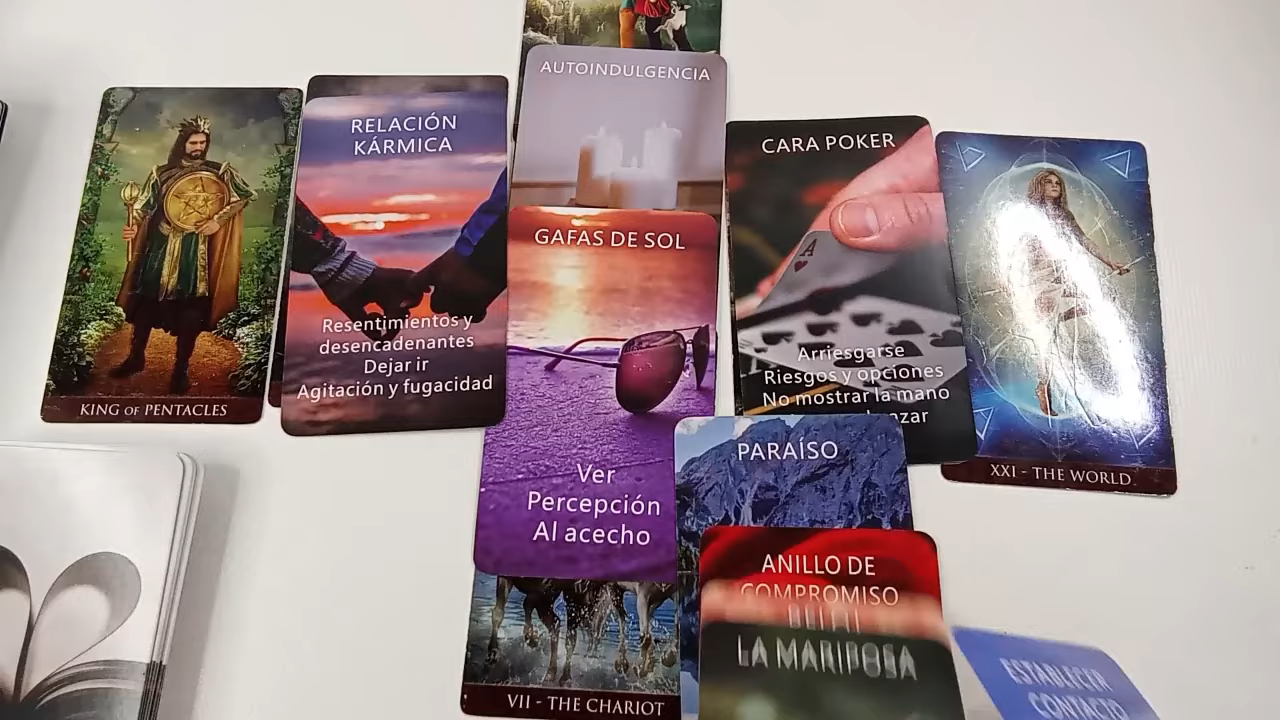 AUTOINDULGENCIA
RELACIÓN
KÁRMICA
Resentimientos y
desencadenantes
Dejar ir
Agitación y fugacidad
KING OF PENTACLES
GAFAS DE SOL
Ver
Percepción
Al acecho
VII - THE CHARIOT
CARA POKER
A
Arriesgarse
Riesgos y opciones
No mostrar la mano
XXI - THE WORLD
PARAÍSO
ANILLO DE
COMPROMISO
LA MARIPOSA
ESTABLECER
CONTACTO